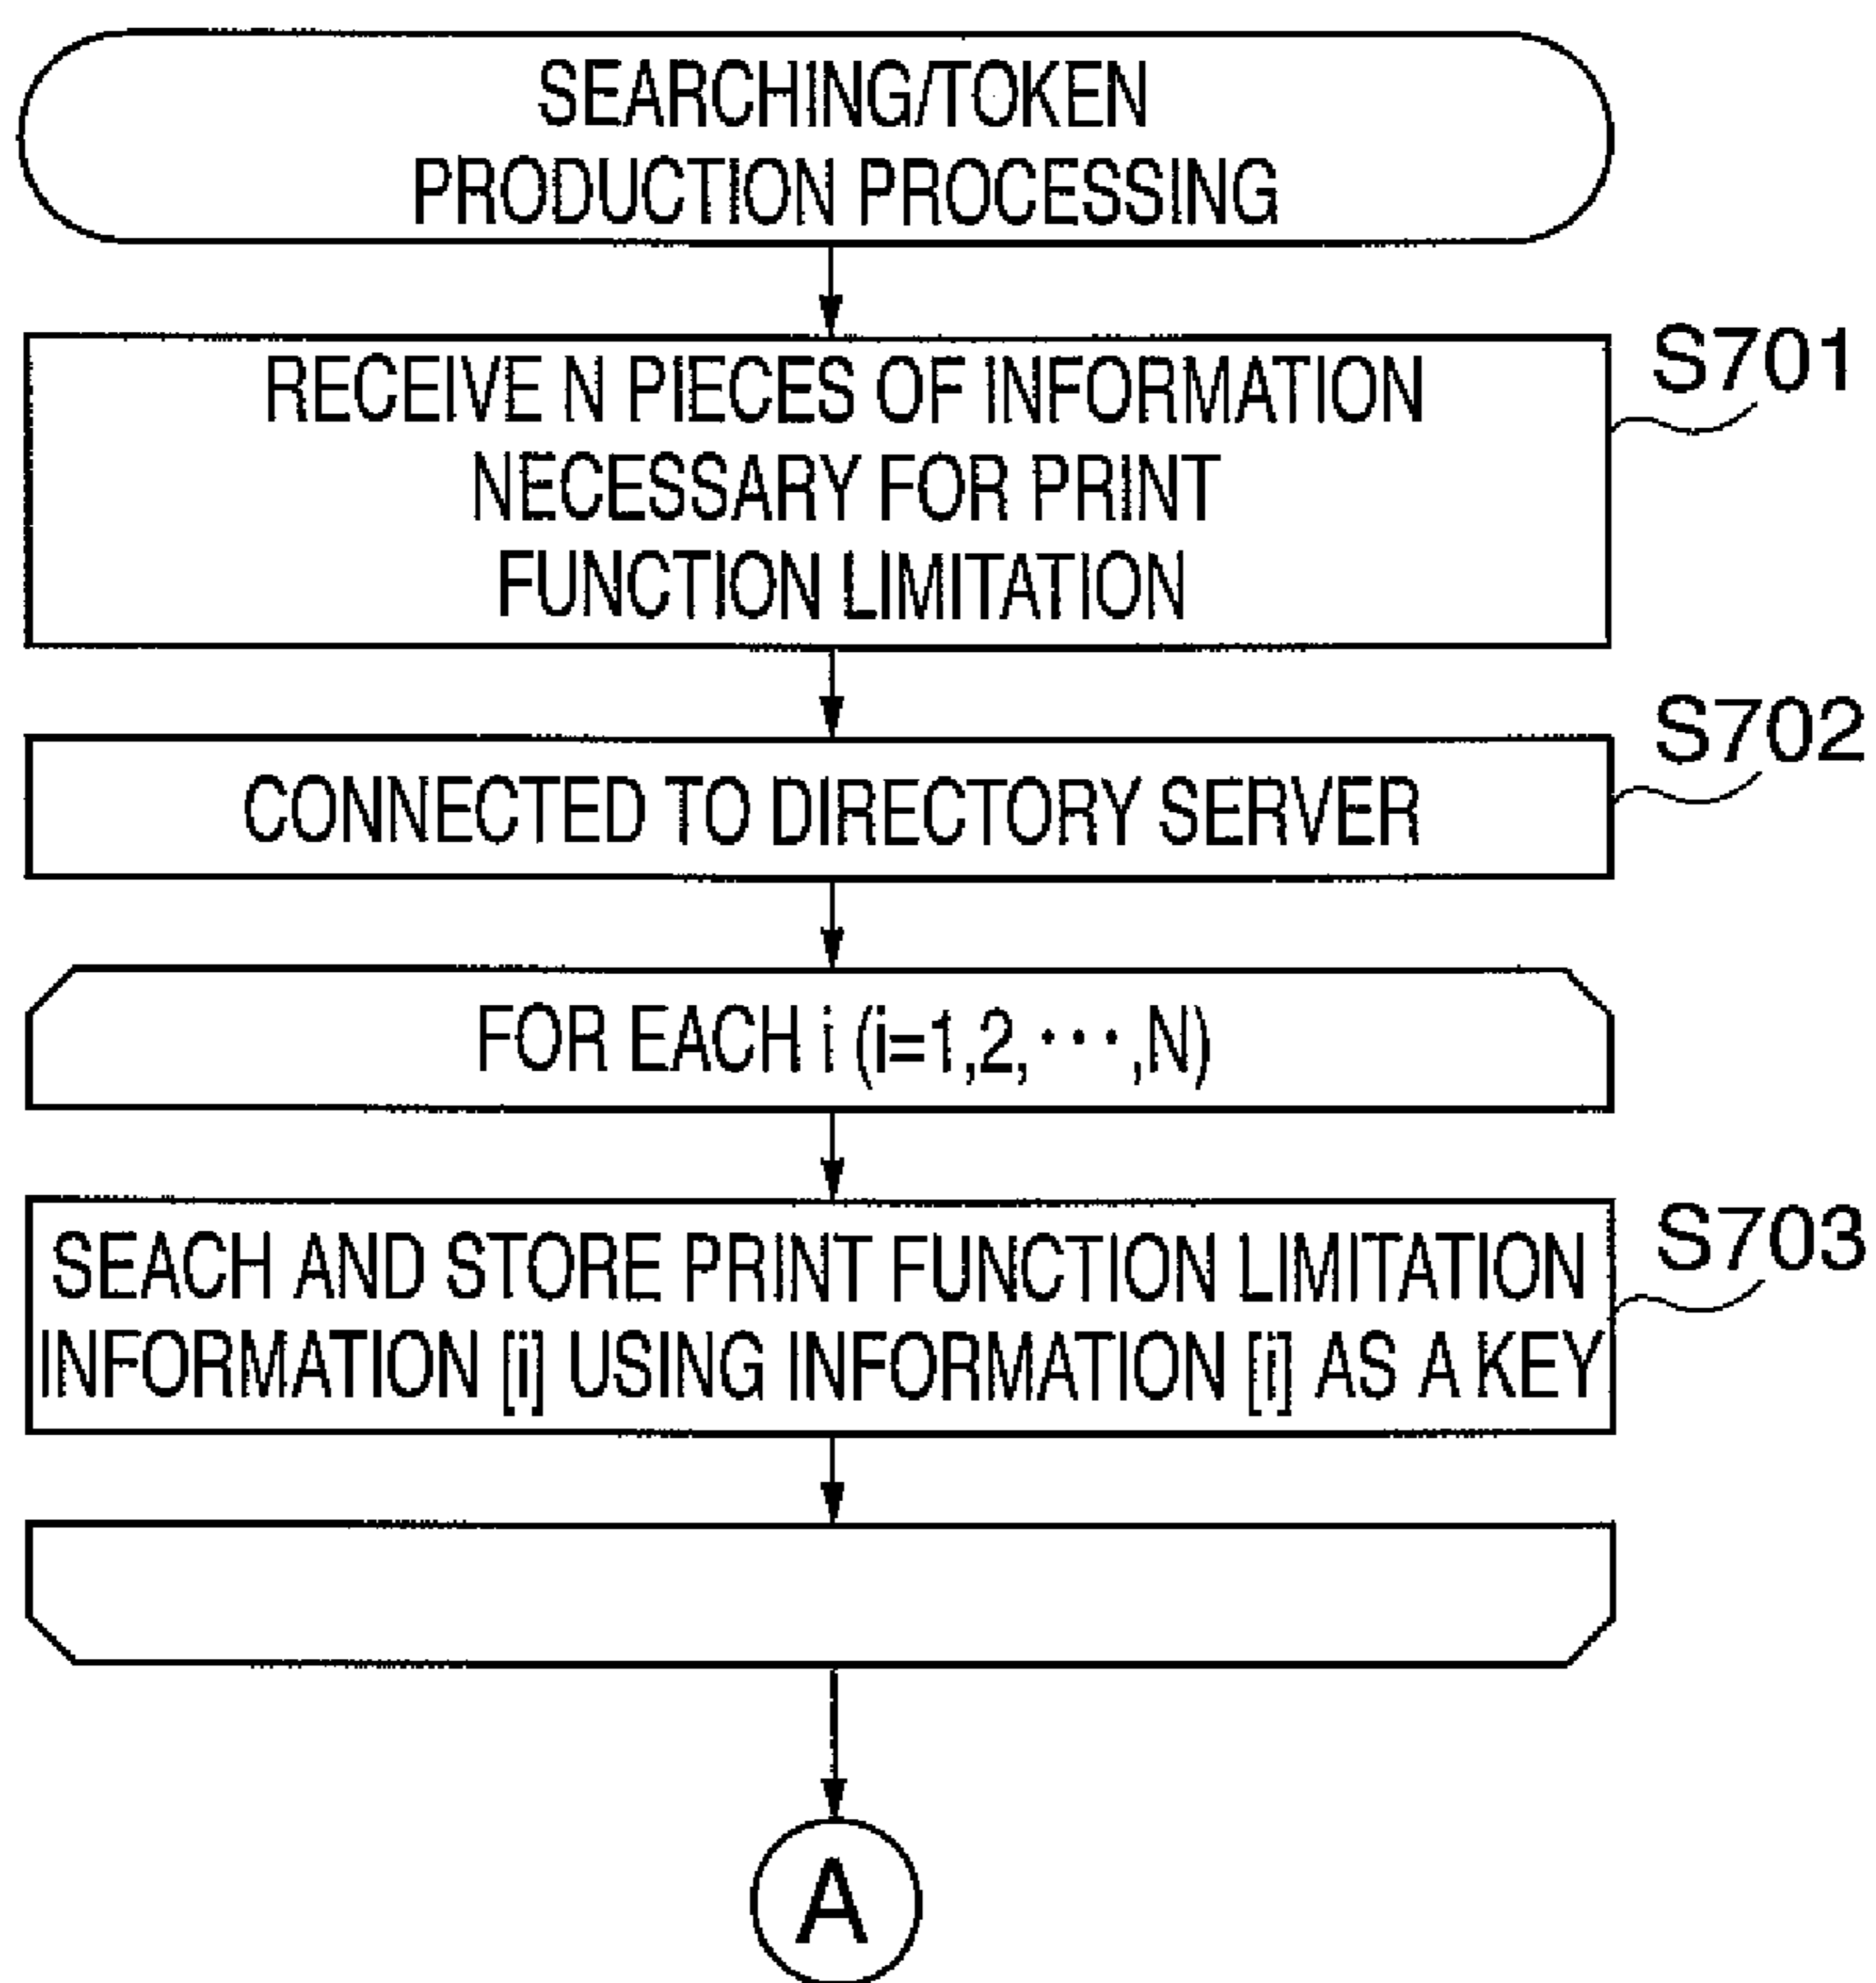 SEARCHING/TOKEN
PRODUCTION PROCESSING
RECEIVE N PIECES OF INFORMATION
NECESSARY FOR PRINT
FUNCTION LIMITATION
S701
CONNECTED TO DIRECTORY SERVER
S702
FOR EACH i (i=1,2,···,N)
SEACH AND STORE PRINT FUNCTION LIMITATION
INFORMATION [i] USING INFORMATION [i] AS A KEY
S703
A